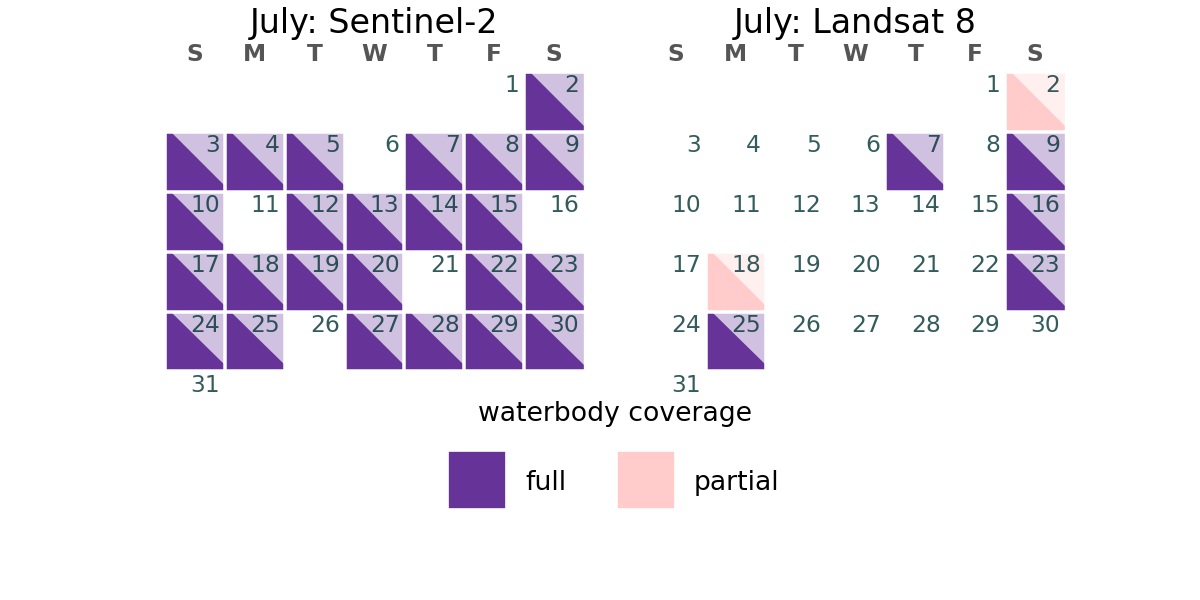 July: Sentinel-2
S M T W T F S
1 2
3 4 5 6 7 8 9
10 11 12 13 14 15 16
17 18 19 20 21 22 23
24 25 26 27 28 29 30
31
July: Landsat 8
S M T W T F S
1 2
3 4 5 6 7 8 9
10 11 12 13 14 15 16
17 18 19 20 21 22 23
24 25 26 27 28 29 30
31
waterbody coverage
full partial